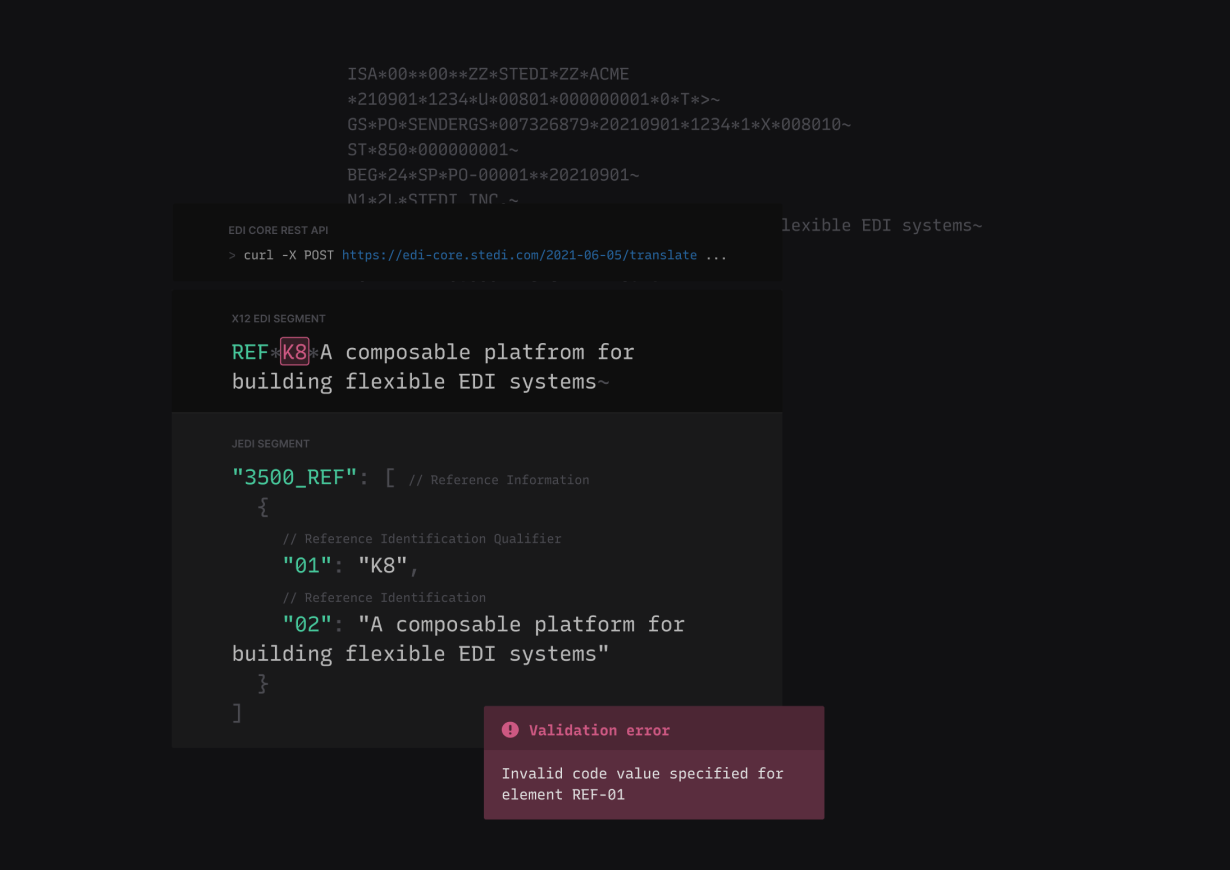 ISA*00**00**ZZ*STEDI*ZZ*ACME
*210901*1234*U*00801*000000001*0*T*>~
GS*PO*SENDERGS*007326879*20210901*1234*1*X*008010~
ST*850*000000001~
BEG*24*SP*PO-00001**20210901~
N1*2L*STEDI INC.~
lexible EDI systems~
EDI CORE REST API
> curl -X POST https://edi-core.stedi.com/2021-06-05/translate ...
X12 EDI SEGMENT
REF*K8*A composable platfrom for
building flexible EDI systems~
JEDI SEGMENT
"3500_REF": [ // Reference Information
{
// Reference Identification Qualifier
"01": "K8",
// Reference Identification
"02": "A composable platform for
building flexible EDI systems"
}
]
Validation error
Invalid code value specified for
element REF-01